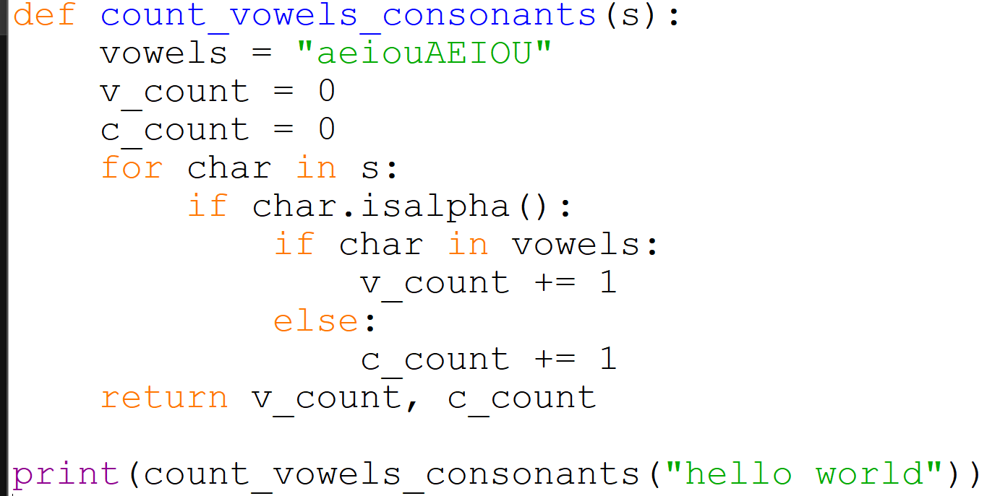 def count_vowels_consonants(s):
    vowels = "aeiouAEIOU"
    v_count = 0
    c_count = 0
    for char in s:
        if char.isalpha():
            if char in vowels:
                v_count += 1
            else:
                c_count += 1
    return v_count, c_count

print(count_vowels_consonants("hello world"))